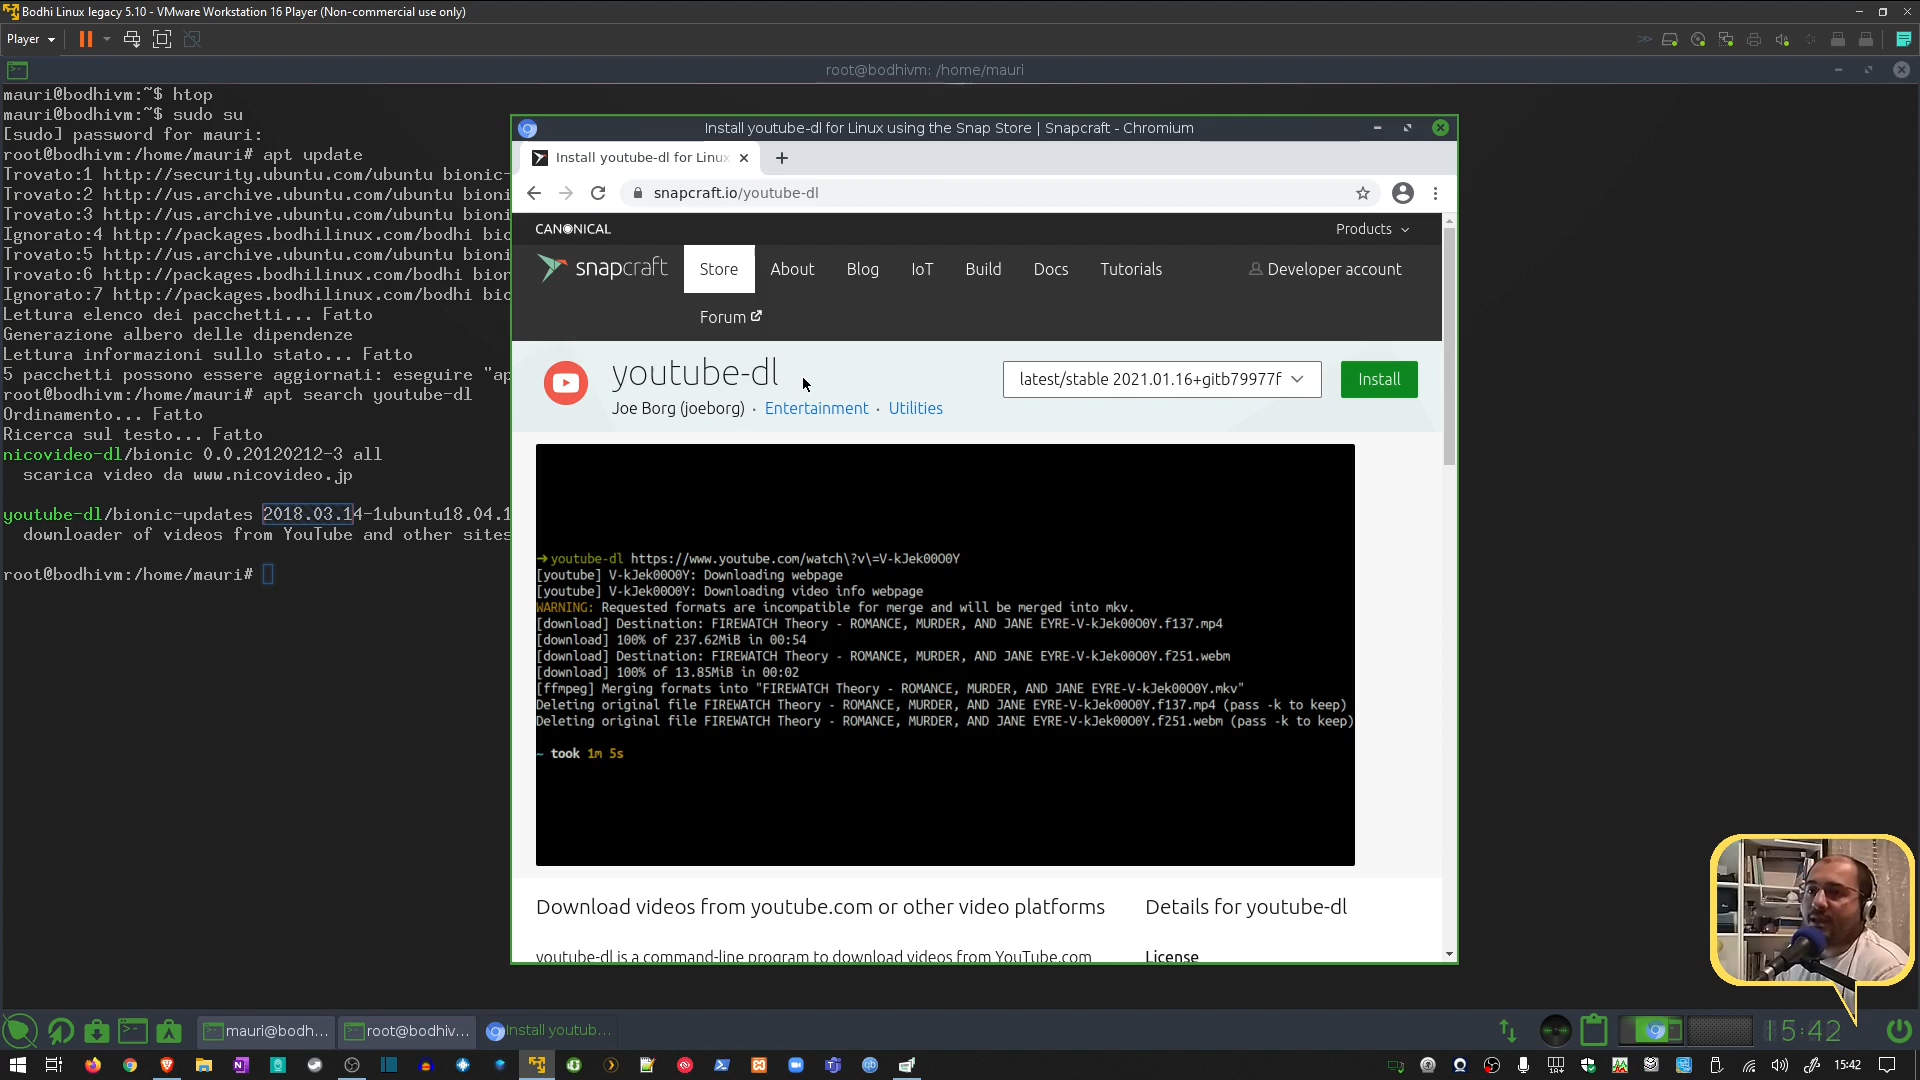 Bodhi Linux legacy 5.10 - VMware Workstation 16 Player (Non-commercial use only)
Player
root@bodhivm: /home/mauri
mauri@bodhivm:~$ htop
mauri@bodhivm:~$ sudo su
[sudo] password for mauri:
root@bodhivm:/home/mauri# apt update
Trovato:1 http://security.ubuntu.com/ubuntu bionic-
Trovato:2 http://us.archive.ubuntu.com/ubuntu bioni
Trovato:3 http://us.archive.ubuntu.com/ubuntu bioni
Ignorato:4 http://packages.bodhilinux.com/bodhi bio
Trovato:5 http://us.archive.ubuntu.com/ubuntu bioni
Trovato:6 http://packages.bodhilinux.com/bodhi bion
Ignorato:7 http://packages.bodhilinux.com/bodhi bio
Lettura elenco dei pacchetti... Fatto
Generazione albero delle dipendenze
Lettura informazioni sullo stato... Fatto
5 pacchetti possono essere aggiornati: eseguire "ap
root@bodhivm:/home/mauri# apt search youtube-dl
Ordinamento... Fatto
Ricerca sul testo... Fatto
nicovideo-dl/bionic 0.0.20120212-3 all
scarica video da www.nicovideo.jp
youtube-dl/bionic-updates 2018.03.14-1ubuntu18.04.1
downloader of videos from YouTube and other sites
root@bodhivm:/home/mauri#
Install youtube-dl for Linux using the Snap Store | Snapcraft - Chromium
Install youtube-dl for Linux
snapcraft.io/youtube-dl
CANONICAL
Products
snapcraft
Store About Blog IoT Build Docs Tutorials Developer account
Forum
youtube-dl
latest/stable 2021.01.16+gitb79977f
Install
Joe Borg (joeborg) · Entertainment · Utilities
➜ youtube-dl https://www.youtube.com/watch\?v\=V-kJek00O0Y
[youtube] V-kJek00O0Y: Downloading webpage
[youtube] V-kJek00O0Y: Downloading video info webpage
WARNING: Requested formats are incompatible for merge and will be merged into mkv.
[download] Destination: FIREWATCH Theory - ROMANCE, MURDER, AND JANE EYRE-V-kJek00O0Y.f137.mp4
[download] 100% of 237.62MiB in 00:54
[download] Destination: FIREWATCH Theory - ROMANCE, MURDER, AND JANE EYRE-V-kJek00O0Y.f251.webm
[download] 100% of 13.85MiB in 00:02
[ffmpeg] Merging formats into "FIREWATCH Theory - ROMANCE, MURDER, AND JANE EYRE-V-kJek00O0Y.mkv"
Deleting original file FIREWATCH Theory - ROMANCE, MURDER, AND JANE EYRE-V-kJek00O0Y.f137.mp4 (pass -k to keep)
Deleting original file FIREWATCH Theory - ROMANCE, MURDER, AND JANE EYRE-V-kJek00O0Y.f251.webm (pass -k to keep)
~ took 1m 5s
Download videos from youtube.com or other video platforms
Details for youtube-dl
youtube-dl is a command-line program to download videos from YouTube.com
License
mauri@bodh...
root@bodhiv...
Install youtub...
15:42
15:42